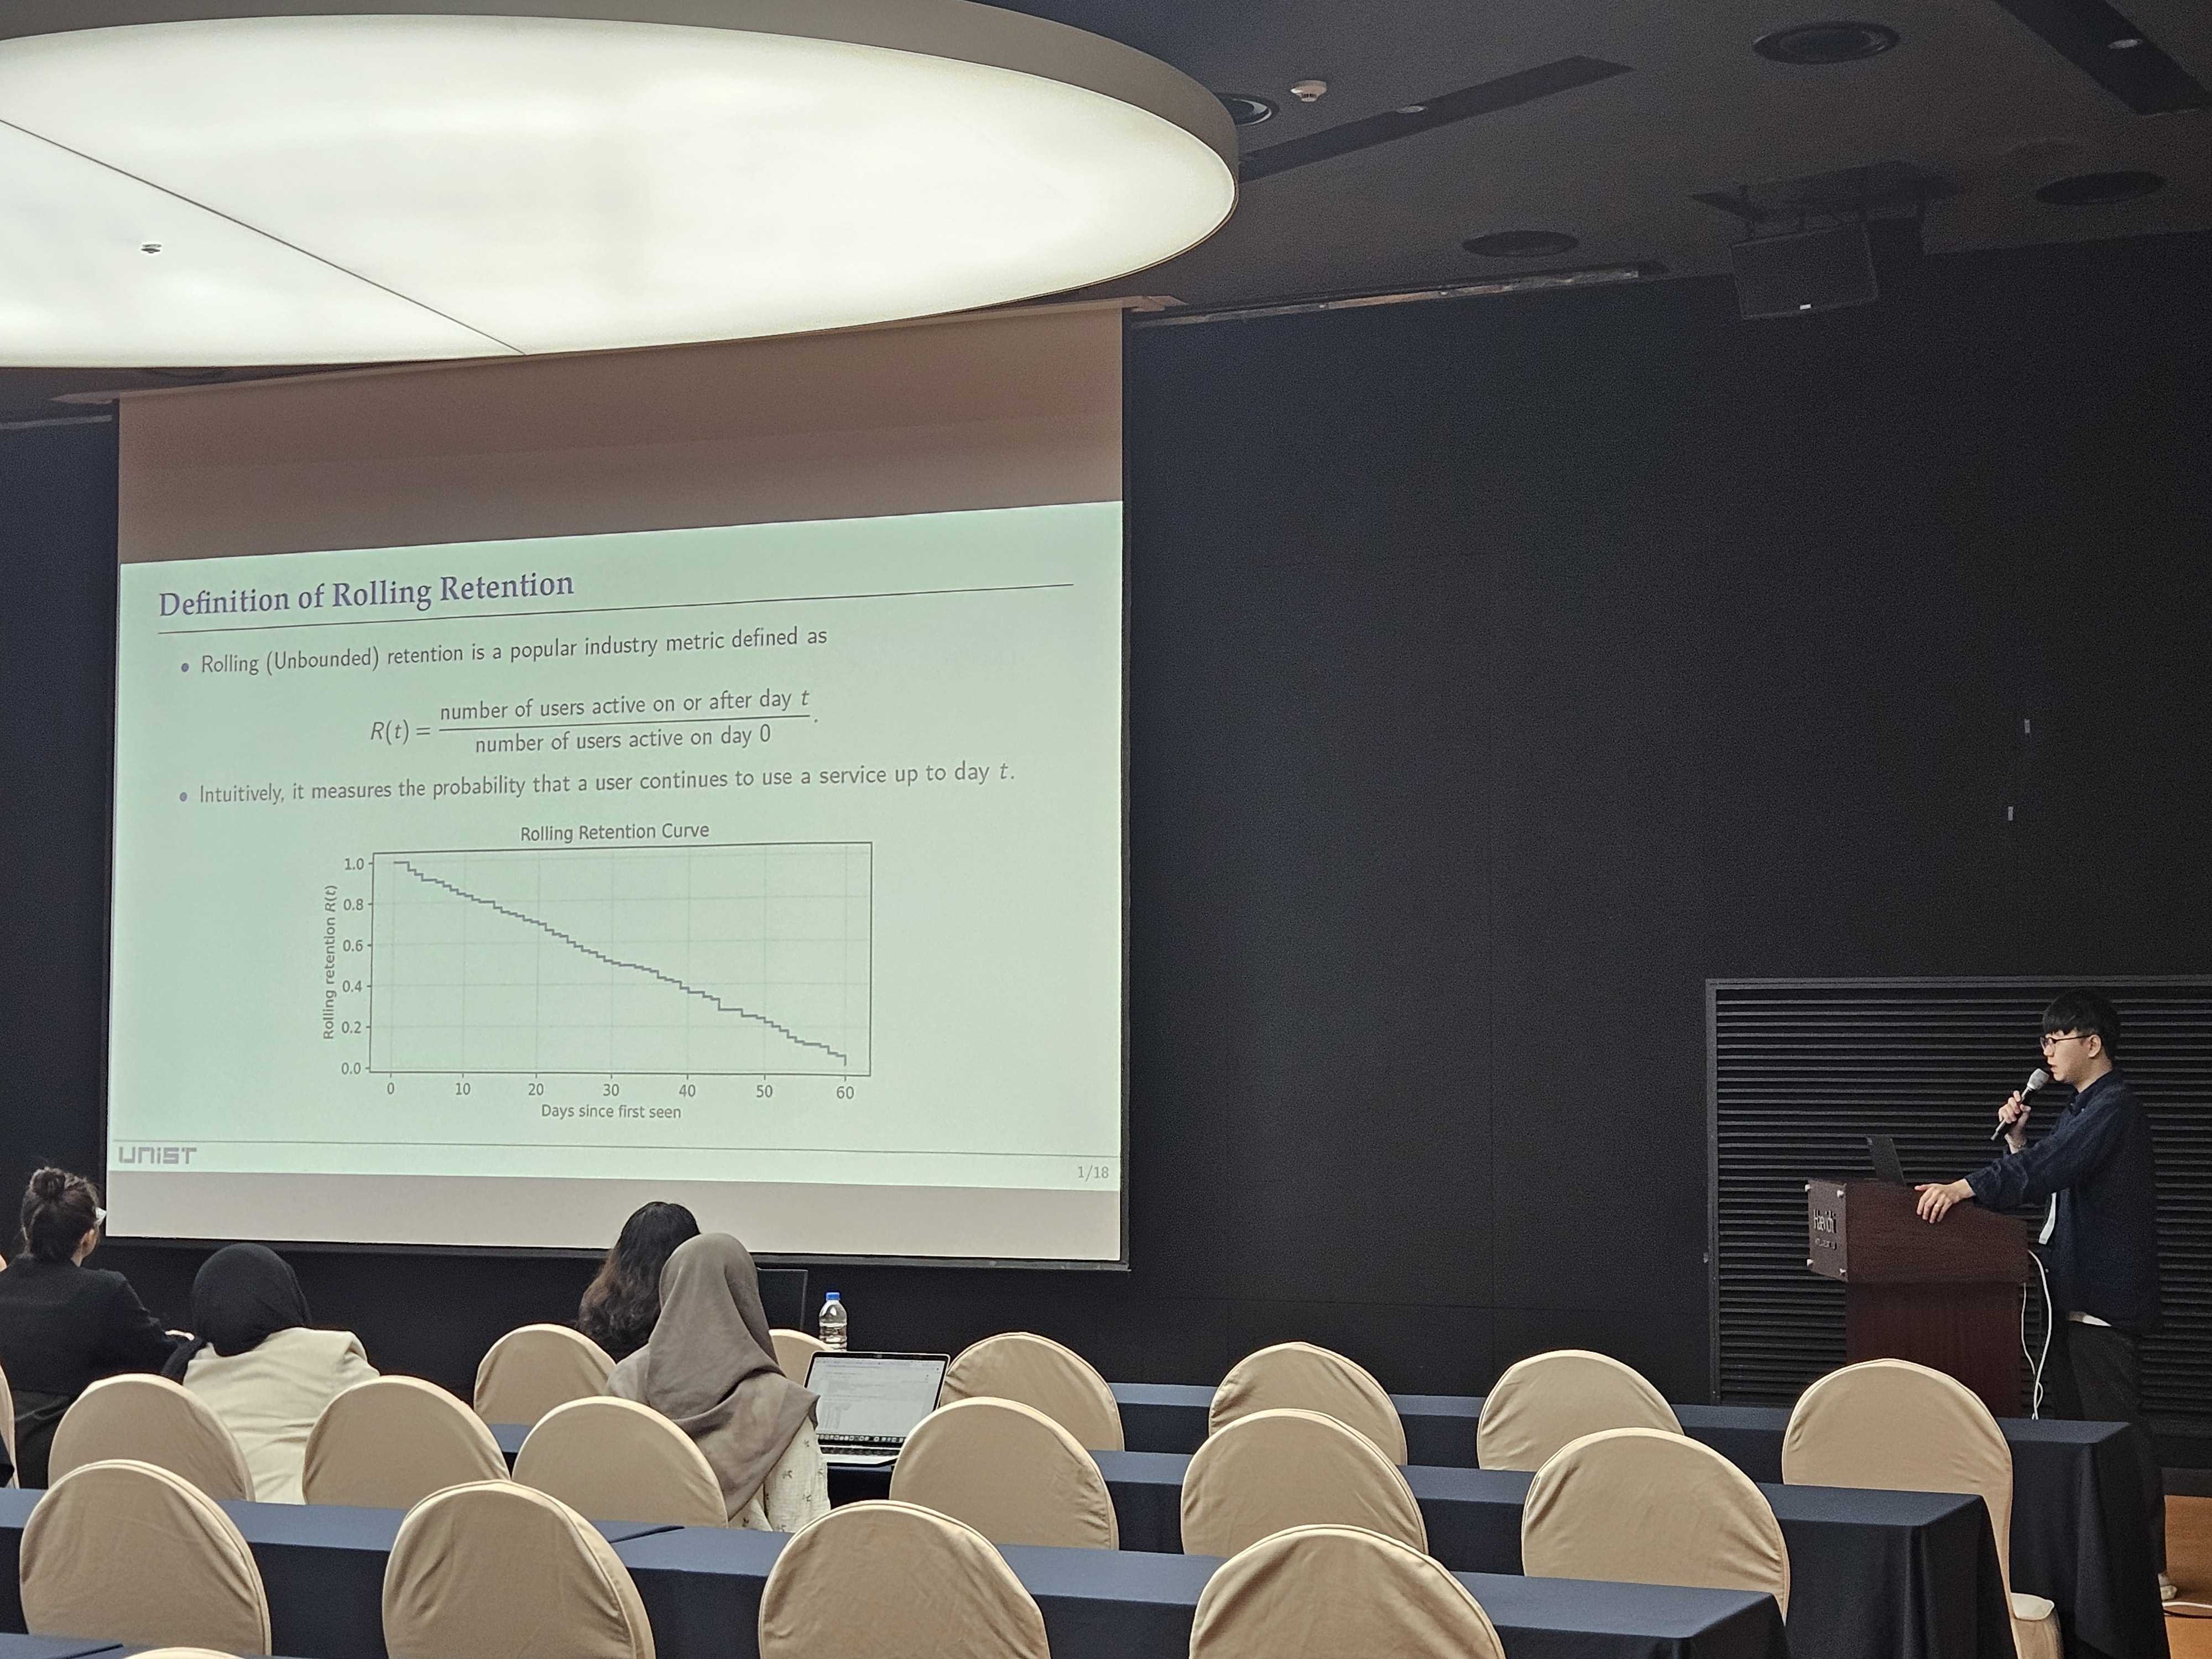 Definition of Rolling Retention
• Rolling (Unbounded) retention is a popular industry metric defined as
R(t) = number of users active on or after day t
number of users active on day 0.
• Intuitively, it measures the probability that a user continues to use a service up to day t.
Rolling Retention Curve
Rolling retention R(t)
1.0
0.8
0.6
0.4
0.2
0.0
0 10 20 30 40 50 60
Days since first seen
UNIST
1/18
Haevichi